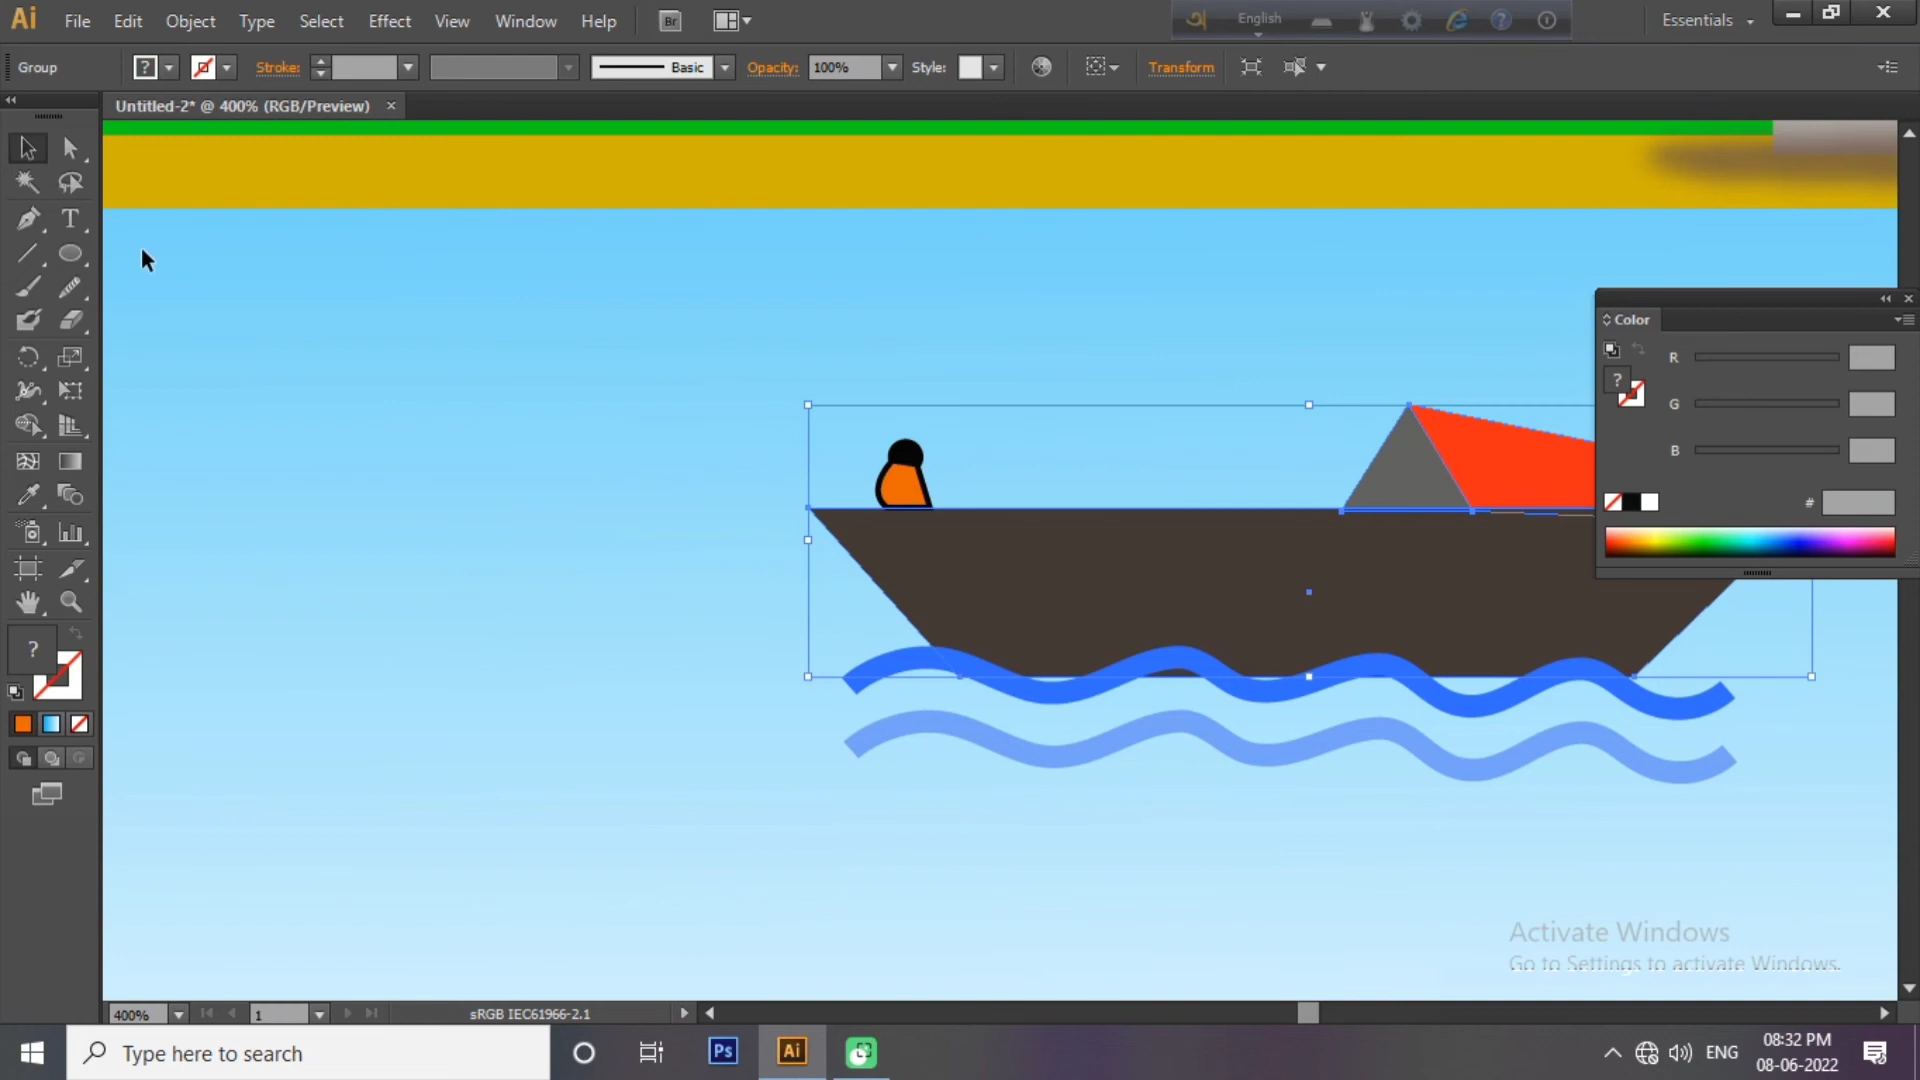 Ai File Edit Object Type Select Effect View Window Help Br অ English Essentials
Group ? Stroke: Basic Opacity: 100% Style: Transform
Untitled-2* @ 400% (RGB/Preview)
T
Color
R
? G
B
#
?
Activate Windows
Go to Settings to activate Windows.
400% 1 sRGB IEC61966-2.1
Type here to search Ps Ai ENG 08:32 PM
08-06-2022